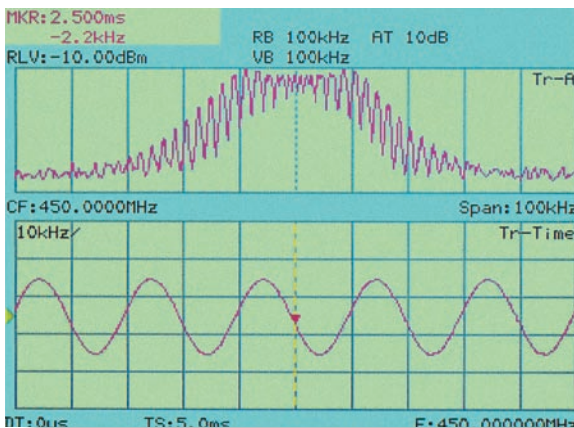 MKR:2.500ms
-2.2kHz
RB 100kHz AT 10dB
RLV:-10.00dBm
VB 100kHz
Tr-A
CF:450.0000MHz
Span:100kHz
10kHz/
Tr-Time
DT:0us
TS:5.0ms
F:450.000000MHz